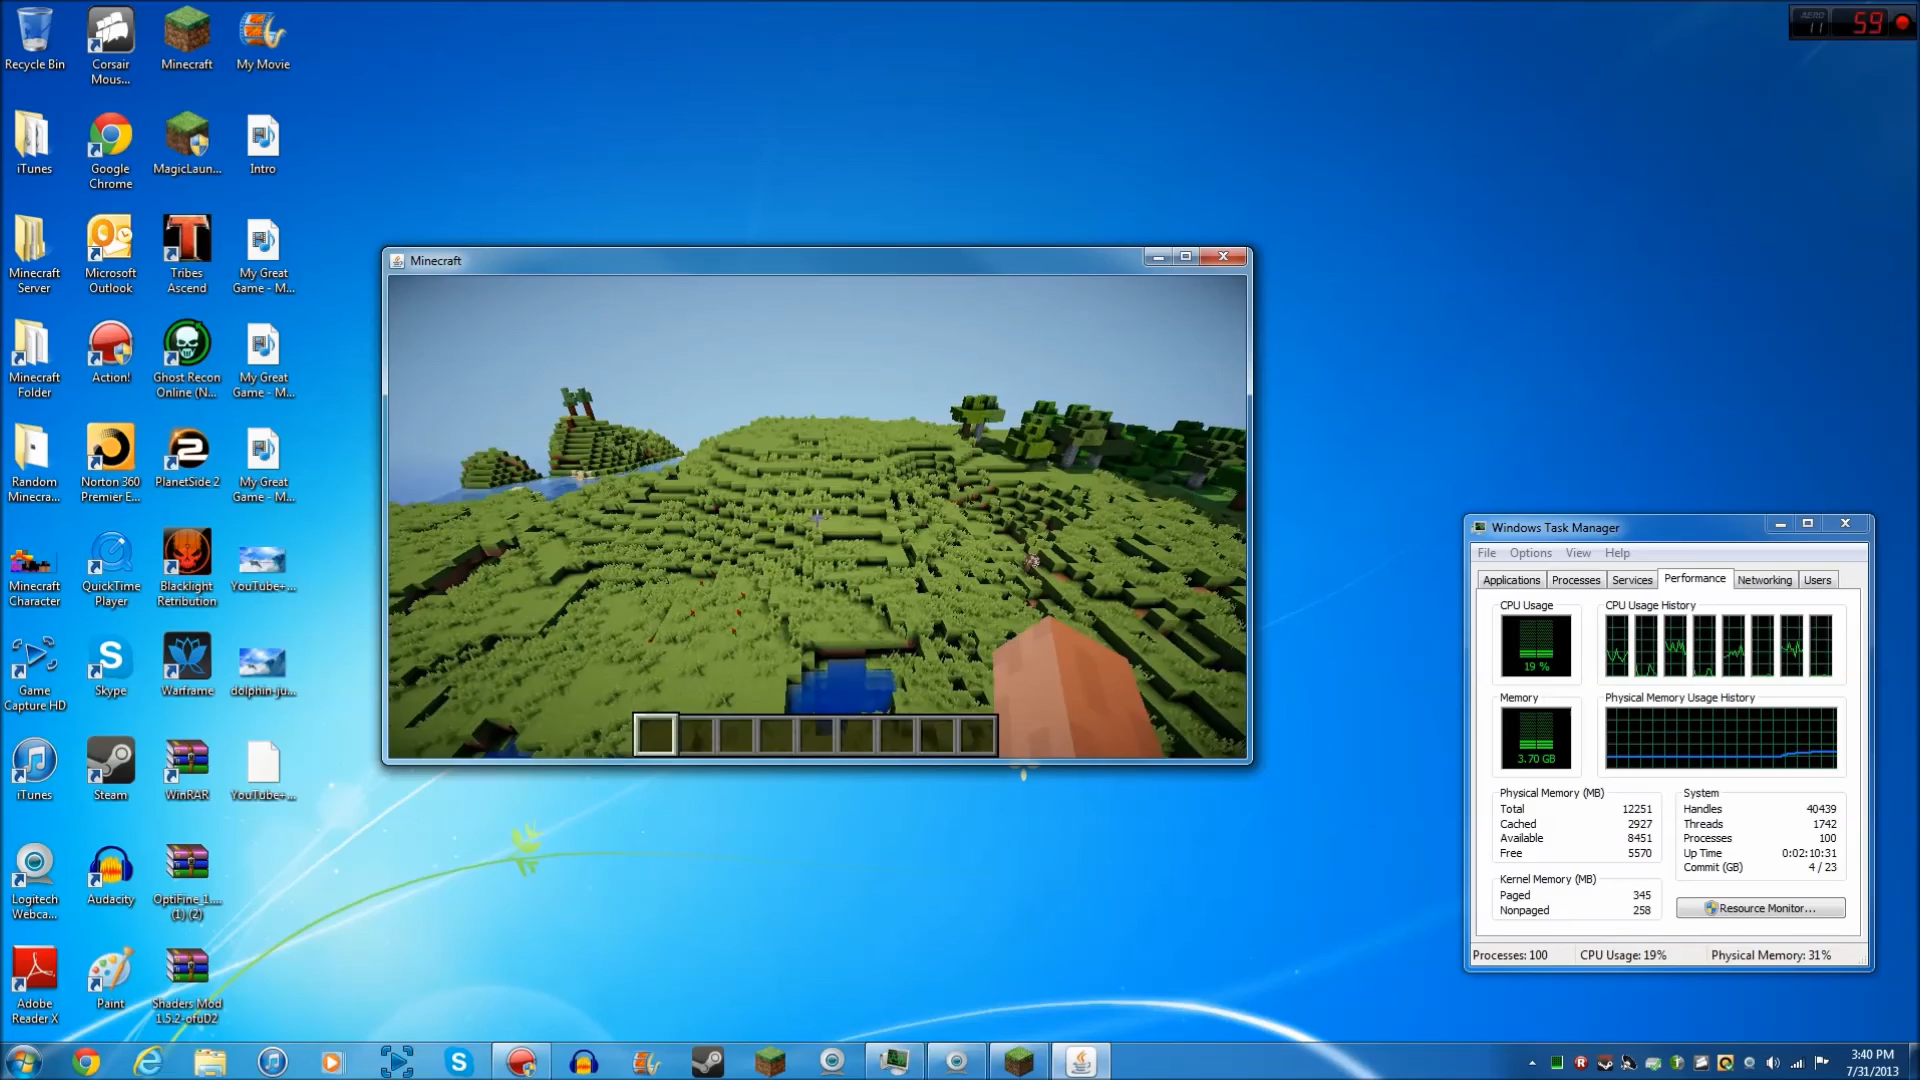 Recycle Bin
Corsair
Mous...
Minecraft
My Movie
iTunes
Google
Chrome
MagicLaun...
Intro
Minecraft
Server
Microsoft
Outlook
Tribes
Ascend
My Great
Game - M...
Minecraft
Folder
Action!
Ghost Recon
Online (N...
My Great
Game - M...
Random
Minecra...
Norton 360
Premier E...
PlanetSide 2
My Great
Game - M...
Minecraft
Character
QuickTime
Player
Blacklight
Retribution
YouTube+...
Game
Capture HD
Skype
Warframe
dolphin-ju...
iTunes
Steam
WinRAR
YouTube+...
Logitech
Webca...
Audacity
OptiFine_1....
(1) (2)
Adobe
Reader X
Paint
Shaders Mod
1.5.2-ofuD2
Minecraft
AERO
11
59
Windows Task Manager
File Options View Help
Applications Processes Services Performance Networking Users
CPU Usage
19 %
CPU Usage History
Memory
3.70 GB
Physical Memory Usage History
Physical Memory (MB)
Total 12251
Cached 2927
Available 8451
Free 5570
Kernel Memory (MB)
Paged 345
Nonpaged 258
System
Handles 40439
Threads 1742
Processes 100
Up Time 0:02:10:31
Commit (GB) 4 / 23
Resource Monitor...
Processes: 100 CPU Usage: 19% Physical Memory: 31%
3:40 PM
7/31/2013